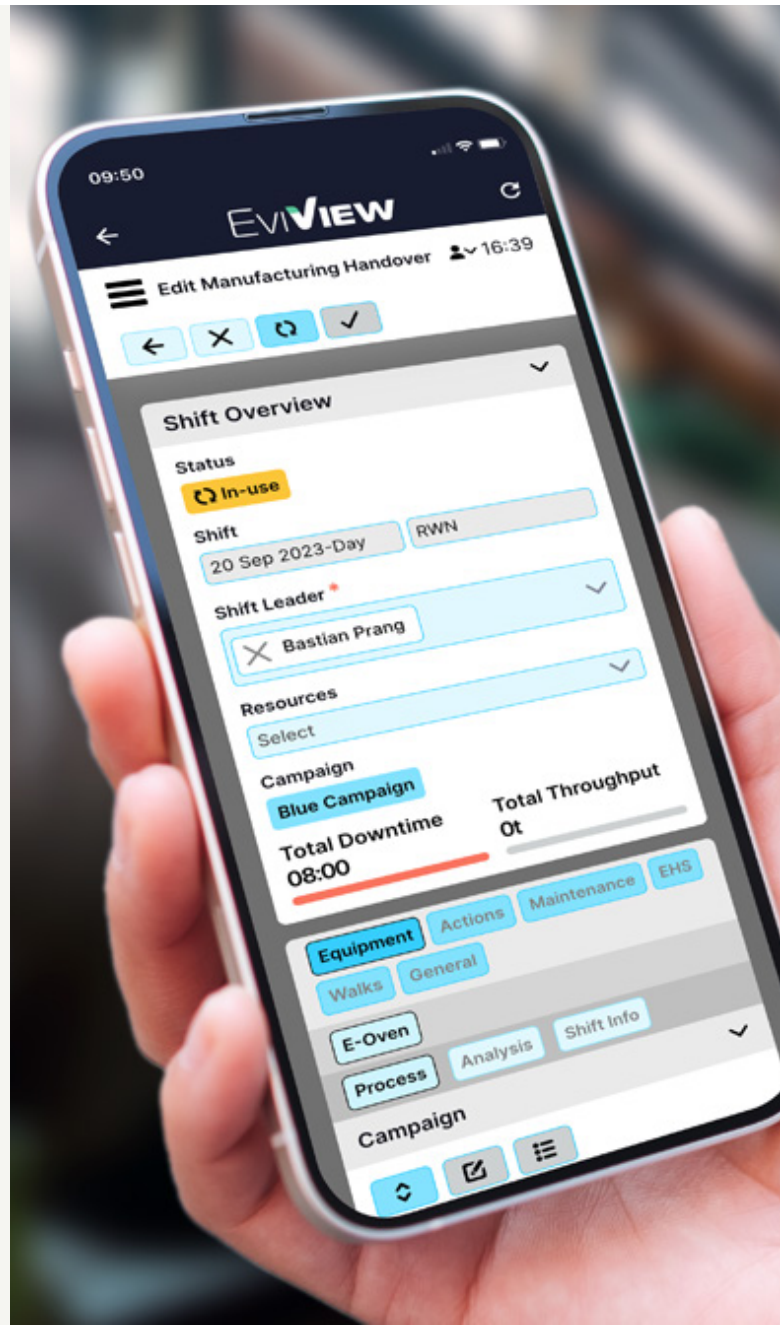 09:50
EVIVIEW
Edit Manufacturing Handover 16:39
Shift Overview
Status
In-use
Shift
20 Sep 2023-Day RWN
Shift Leader *
Bastian Prang
Resources
Select
Campaign
Blue Campaign
Total Downtime Total Throughput
08:00 0t
Equipment Actions Maintenance EHS
Walks General
E-Oven
Process Analysis Shift Info
Campaign